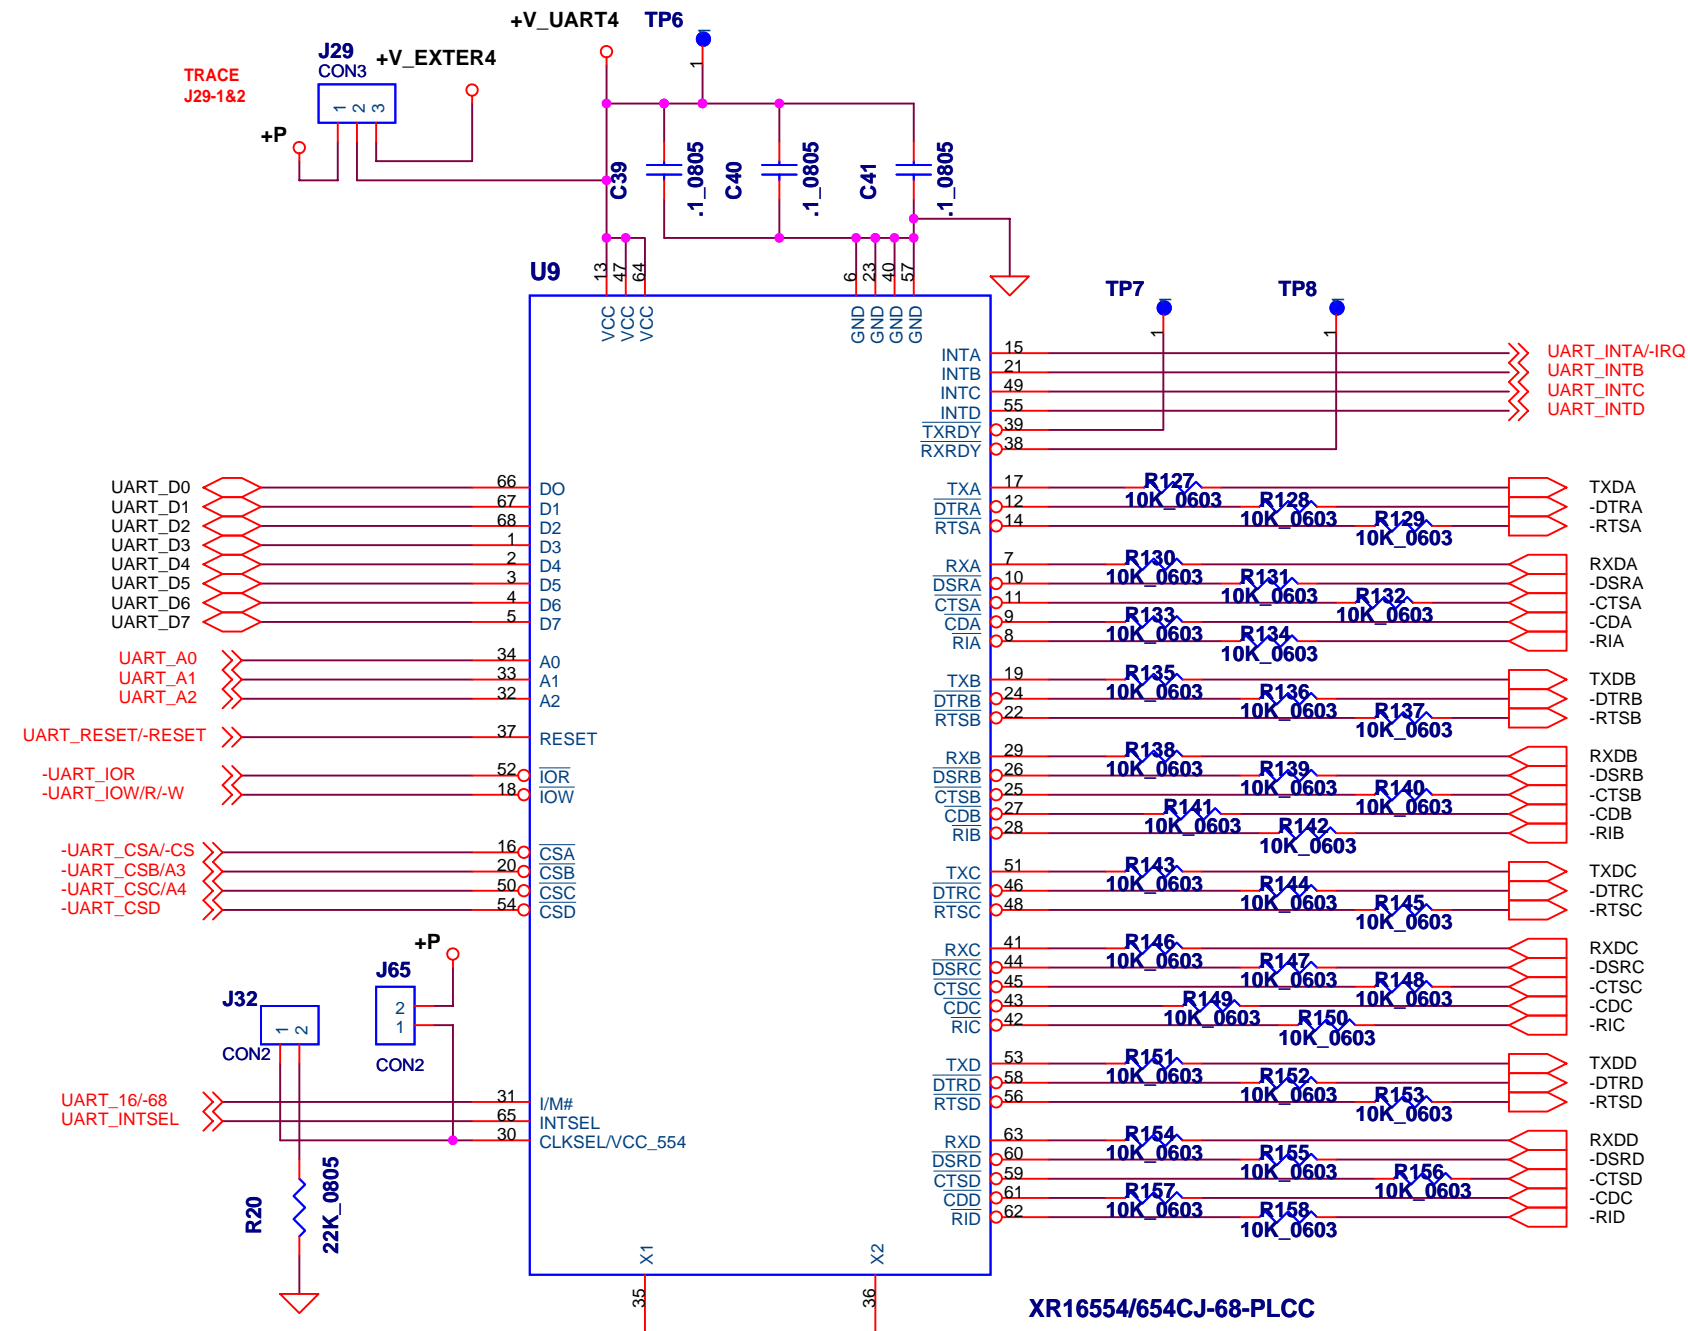 +V_UART4 TP6
J29 +V_EXTER4
CON3
TRACE
J29-1&2
1 2 3
1
+P
C39 .1_0805 C40 .1_0805 C41 .1_0805
U9
13 47 64 6 23 40 57
VCC VCC VCC GND GND GND GND
TP7 TP8
1 1
INTA 15 UART_INTA/-IRQ
INTB 21 UART_INTB
INTC 49 UART_INTC
INTD 55 UART_INTD
TXRDY 39
RXRDY 38
UART_D0 66 DO
UART_D1 67 D1
UART_D2 68 D2
UART_D3 1 D3
UART_D4 2 D4
UART_D5 3 D5
UART_D6 4 D6
UART_D7 5 D7
UART_A0 34 A0
UART_A1 33 A1
UART_A2 32 A2
UART_RESET/-RESET 37 RESET
-UART_IOR 52 IOR
-UART_IOW/R/-W 18 IOW
-UART_CSA/-CS 16 CSA
-UART_CSB/A3 20 CSB
-UART_CSC/A4 50 CSC
-UART_CSD 54 CSD
+P
J65
2
1
CON2
J32
1 2
CON2
UART_16/-68 31 I/M#
UART_INTSEL 65 INTSEL
30 CLKSEL/VCC_554
R20 22K_0805
TXA 17 R127 10K_0603 TXDA
DTRA 12 R128 10K_0603 -DTRA
RTSA 14 R129 10K_0603 -RTSA
RXA 7 R130 10K_0603 RXDA
DSRA 10 R131 10K_0603 -DSRA
CTSA 11 R132 10K_0603 -CTSA
CDA 9 R133 10K_0603 -CDA
RIA 8 R134 10K_0603 -RIA
TXB 19 R135 10K_0603 TXDB
DTRB 24 R136 10K_0603 -DTRB
RTSB 22 R137 10K_0603 -RTSB
RXB 29 R138 10K_0603 RXDB
DSRB 26 R139 10K_0603 -DSRB
CTSB 25 R140 10K_0603 -CTSB
CDB 27 R141 10K_0603 -CDB
RIB 28 R142 10K_0603 -RIB
TXC 51 R143 10K_0603 TXDC
DTRC 46 R144 10K_0603 -DTRC
RTSC 48 R145 10K_0603 -RTSC
RXC 41 R146 10K_0603 RXDC
DSRC 44 R147 10K_0603 -DSRC
CTSC 45 R148 10K_0603 -CTSC
CDC 43 R149 10K_0603 -CDC
RIC 42 R150 10K_0603 -RIC
TXD 53 R151 10K_0603 TXDD
DTRD 58 R152 10K_0603 -DTRD
RTSD 56 R153 10K_0603 -RTSD
RXD 63 R154 10K_0603 RXDD
DSRD 60 R155 10K_0603 -DSRD
CTSD 59 R156 10K_0603 -CTSD
CDD 61 R157 10K_0603 -CDC
RID 62 R158 10K_0603 -RID
X1 X2
35 36
XR16554/654CJ-68-PLCC